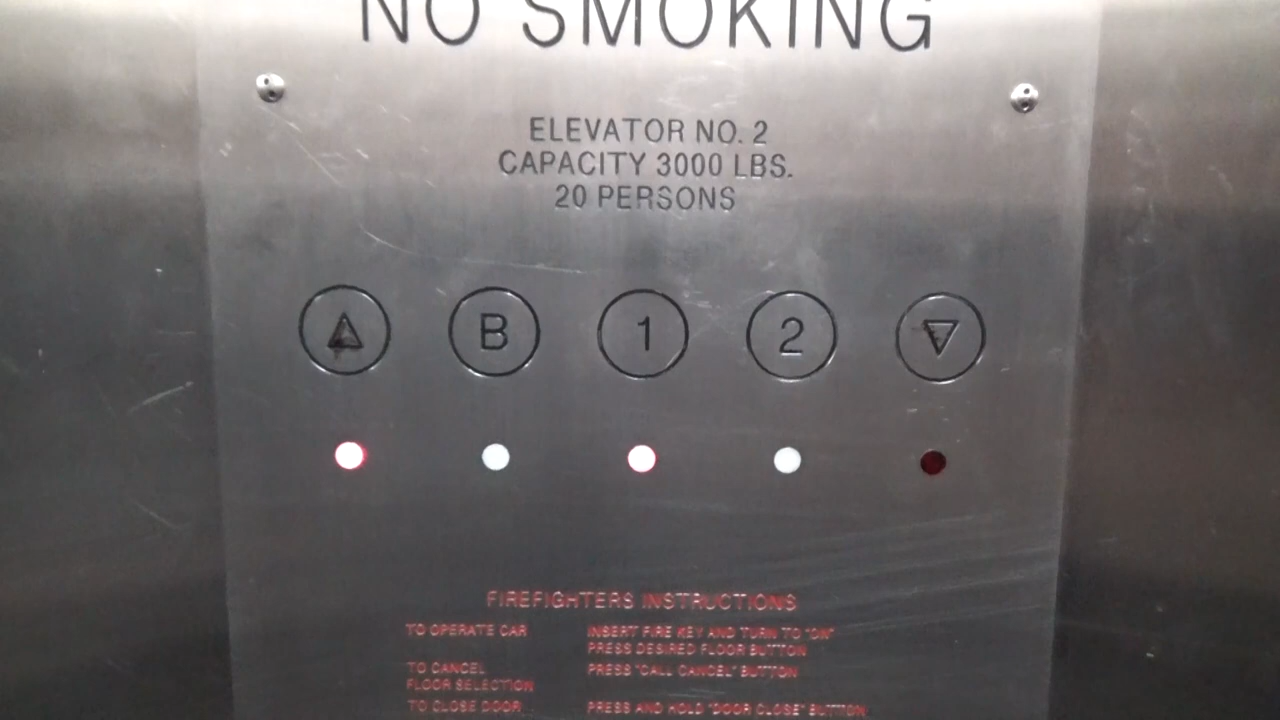 NO SMOKING
ELEVATOR NO. 2
CAPACITY 3000 LBS.
20 PERSONS
B 1 2
FIREFIGHTERS INSTRUCTIONS
TO OPERATE CAR INSERT FIRE KEY AND TURN TO "ON"
PRESS DESIRED FLOOR BUTTON
TO CANCEL PRESS "CALL CANCEL" BUTTON
FLOOR SELECTION
TO CLOSE DOOR PRESS AND HOLD "DOOR CLOSE" BUTTON